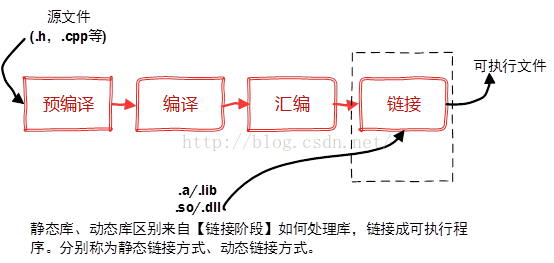 源文件
(.h，.cpp等)
可执行文件
预编译
编译
汇编
链接
http://blog.csdn.net/
.a/.lib
.so/.dll
静态库、动态库区别来自【链接阶段】如何处理库，链接成可执行程
序。分别称为静态链接方式、动态链接方式。